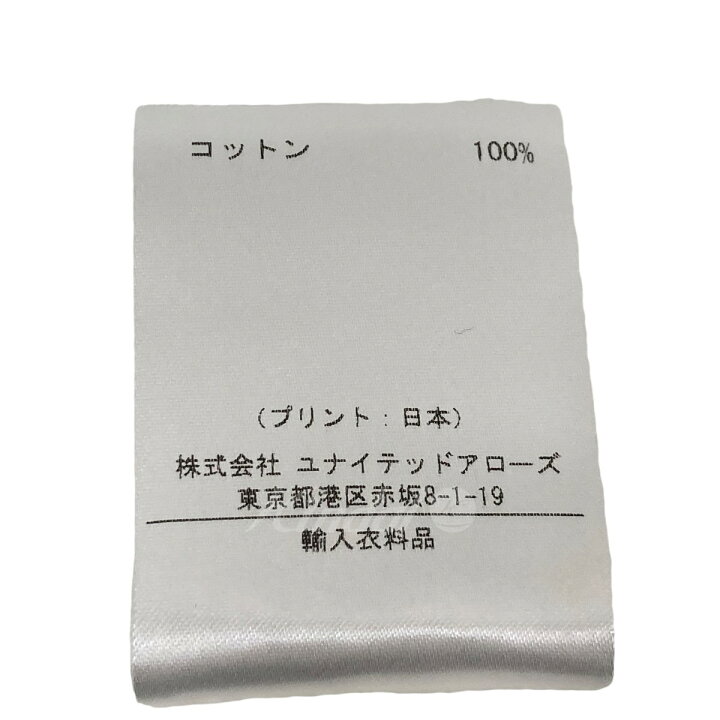 コットン 100%
(プリント:日本)
株式会社 ユナイテッドアローズ
東京都港区赤坂8-1-19
輸入衣料品